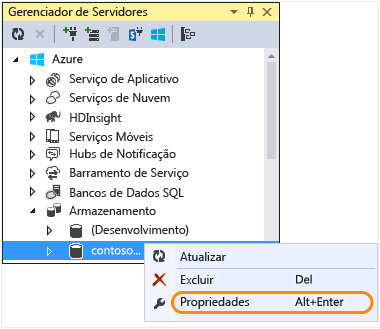 Gerenciador de Servidores
Azure
Serviço de Aplicativo
Serviços de Nuvem
HDInsight
Serviços Móveis
Hubs de Notificação
Barramento de Serviço
Bancos de Dados SQL
Armazenamento
(Desenvolvimento)
contoso...
Atualizar
Excluir Del
Propriedades Alt+Enter